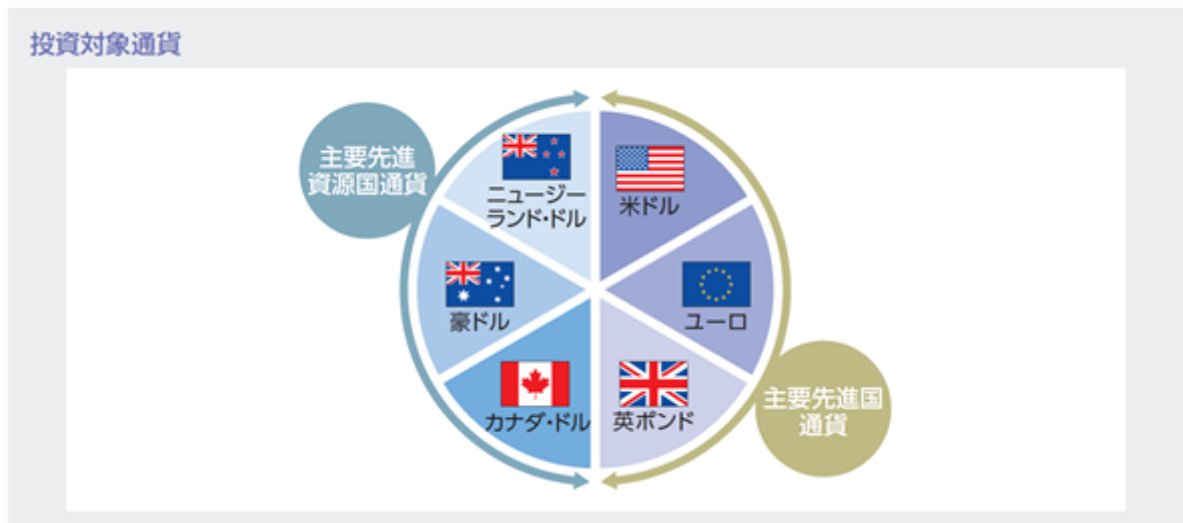 投資対象通貨
主要先進
資源国通貨
ニュージー
ランド・ドル
米ドル
豪ドル
ユーロ
カナダ・ドル
英ポンド
主要先進国
通貨